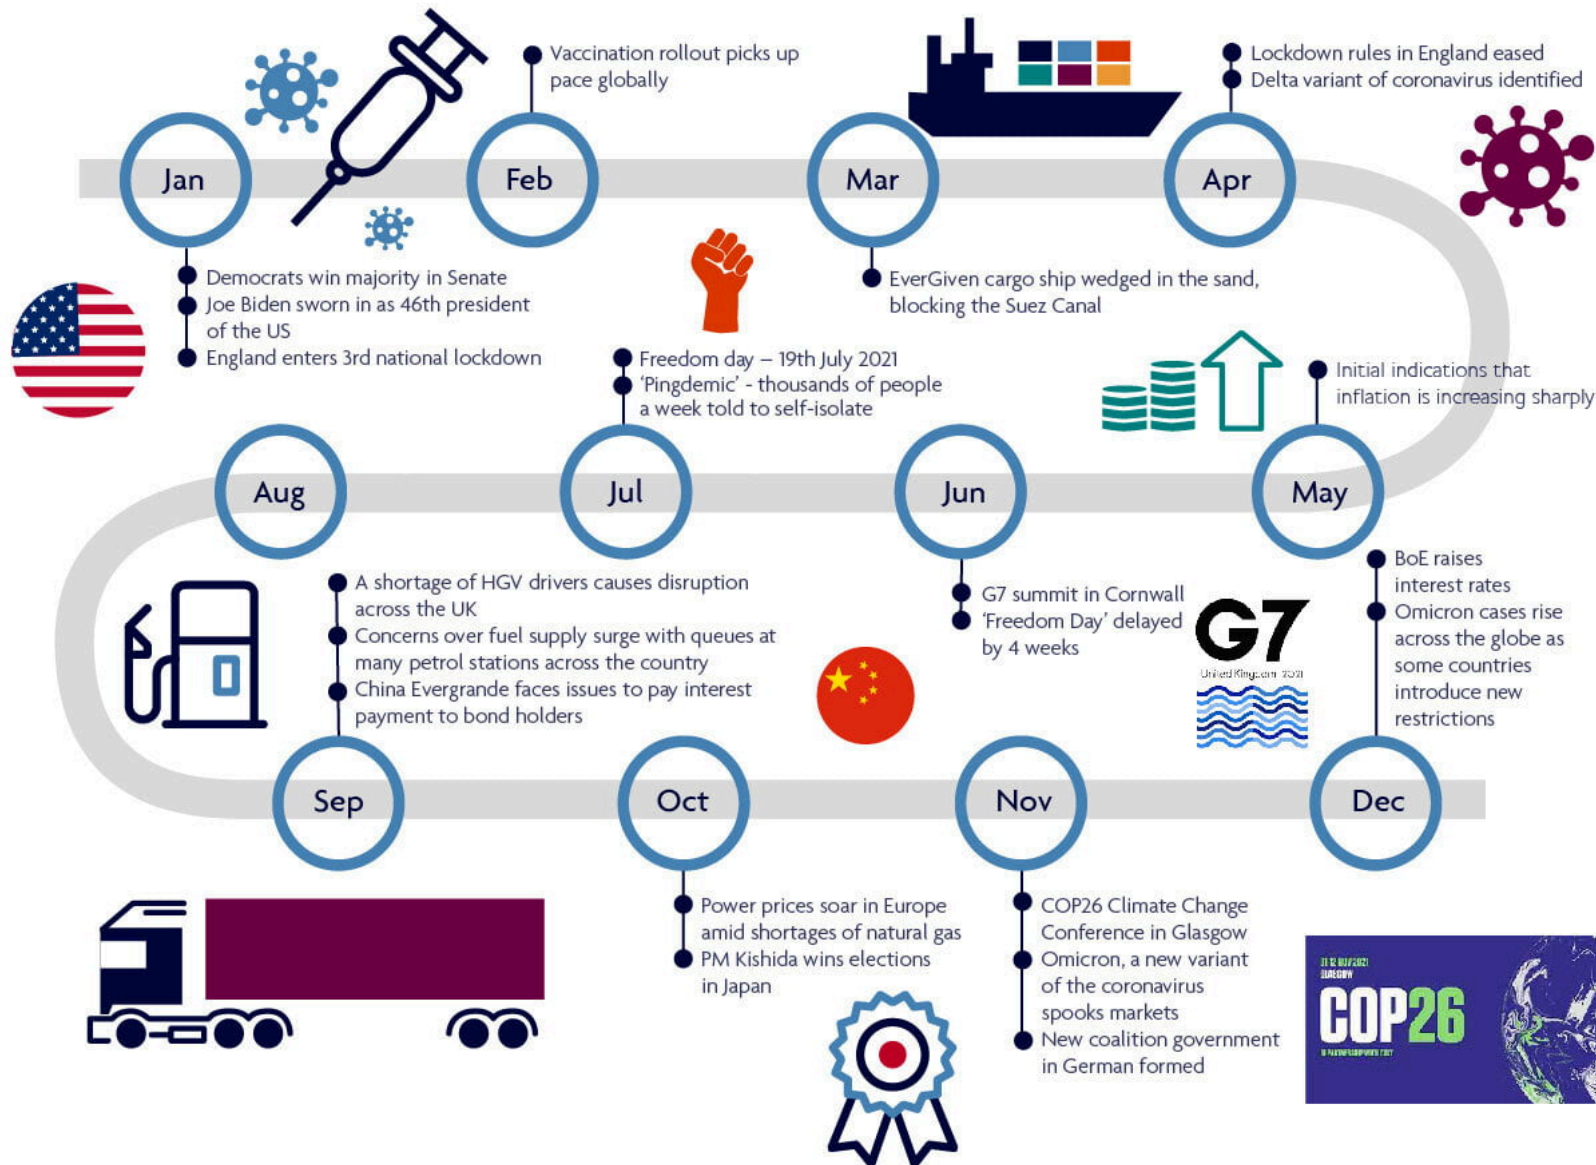 Vaccination rollout picks up
pace globally
Lockdown rules in England eased
Delta variant of coronavirus identified
Jan
Feb
Mar
Apr
Democrats win majority in Senate
Joe Biden sworn in as 46th president
of the US
England enters 3rd national lockdown
EverGiven cargo ship wedged in the sand,
blocking the Suez Canal
Initial indications that
inflation is increasing sharply
Freedom day – 19th July 2021
‘Pingdemic’ - thousands of people
a week told to self-isolate
May
Jun
Jul
Aug
G7 summit in Cornwall
‘Freedom Day’ delayed
by 4 weeks
G7
United Kingdom 2021
A shortage of HGV drivers causes disruption
across the UK
Concerns over fuel supply surge with queues at
many petrol stations across the country
China Evergrande faces issues to pay interest
payment to bond holders
BoE raises
interest rates
Omicron cases rise
across the globe as
some countries
introduce new
restrictions
Sep
Oct
Nov
Dec
Power prices soar in Europe
amid shortages of natural gas
PM Kishida wins elections
in Japan
COP26 Climate Change
Conference in Glasgow
Omicron, a new variant
of the coronavirus
spooks markets
New coalition government
in German formed
GLASGOW
COP26